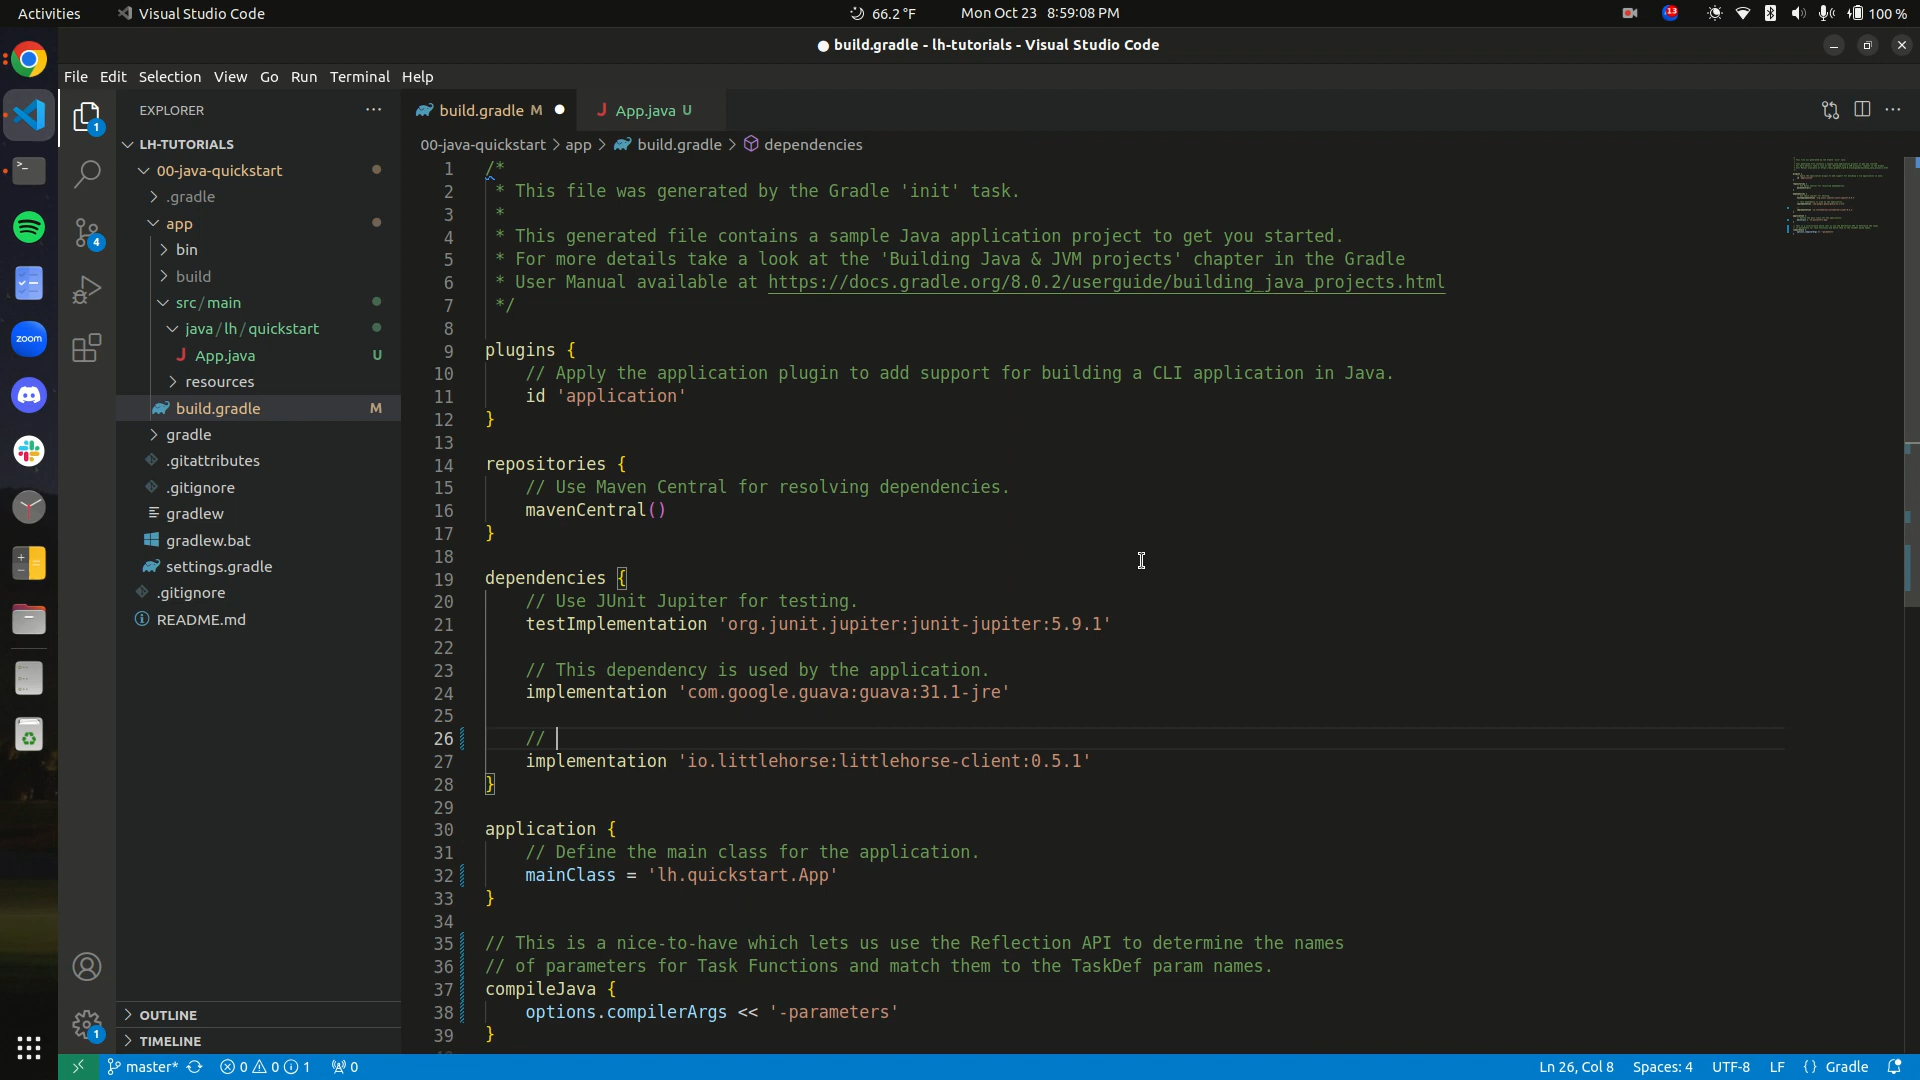 Activities Visual Studio Code 66.2 °F Mon Oct 23 8:59:08 PM 13 100 %
build.gradle - lh-tutorials - Visual Studio Code
File Edit Selection View Go Run Terminal Help
EXPLORER
LH-TUTORIALS
00-java-quickstart
.gradle
app
bin
build
src/main
java/lh/quickstart
App.java U
resources
build.gradle M
gradle
.gitattributes
.gitignore
gradlew
gradlew.bat
settings.gradle
.gitignore
README.md
OUTLINE
TIMELINE
1
4
1
zoom
build.gradle M App.java U
00-java-quickstart > app > build.gradle > dependencies
1 /*
2 * This file was generated by the Gradle 'init' task.
3 *
4 * This generated file contains a sample Java application project to get you started.
5 * For more details take a look at the 'Building Java & JVM projects' chapter in the Gradle
6 * User Manual available at https://docs.gradle.org/8.0.2/userguide/building_java_projects.html
7 */
8
9 plugins {
10 // Apply the application plugin to add support for building a CLI application in Java.
11 id 'application'
12 }
13
14 repositories {
15 // Use Maven Central for resolving dependencies.
16 mavenCentral()
17 }
18
19 dependencies {
20 // Use JUnit Jupiter for testing.
21 testImplementation 'org.junit.jupiter:junit-jupiter:5.9.1'
22
23 // This dependency is used by the application.
24 implementation 'com.google.guava:guava:31.1-jre'
25
26 //
27 implementation 'io.littlehorse:littlehorse-client:0.5.1'
28 }
29
30 application {
31 // Define the main class for the application.
32 mainClass = 'lh.quickstart.App'
33 }
34
35 // This is a nice-to-have which lets us use the Reflection API to determine the names
36 // of parameters for Task Functions and match them to the TaskDef param names.
37 compileJava {
38 options.compilerArgs << '-parameters'
39 }
master* 0 0 1 0 Ln 26, Col 8 Spaces: 4 UTF-8 LF {} Gradle